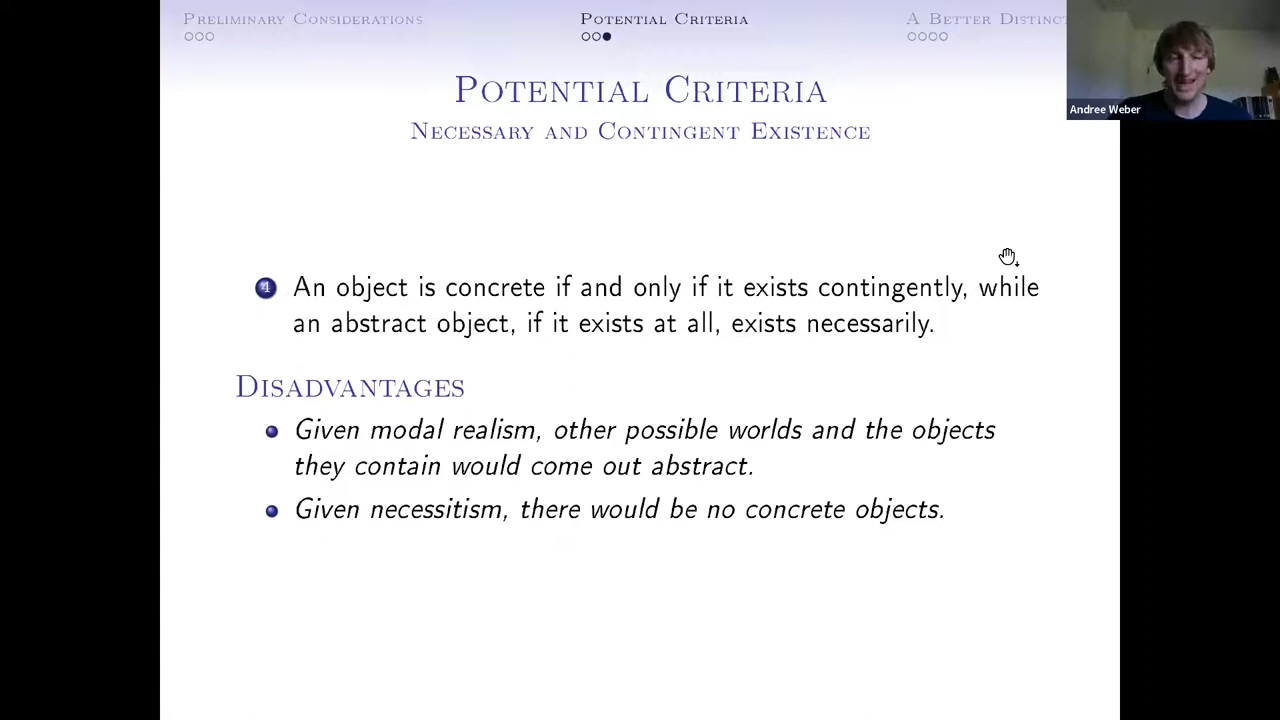 Preliminary Considerations
Potential Criteria
A Better Distinct
Andree Weber
Potential Criteria
Necessary and Contingent Existence
4 An object is concrete if and only if it exists contingently, while
an abstract object, if it exists at all, exists necessarily.
Disadvantages
Given modal realism, other possible worlds and the objects
they contain would come out abstract.
Given necessitism, there would be no concrete objects.